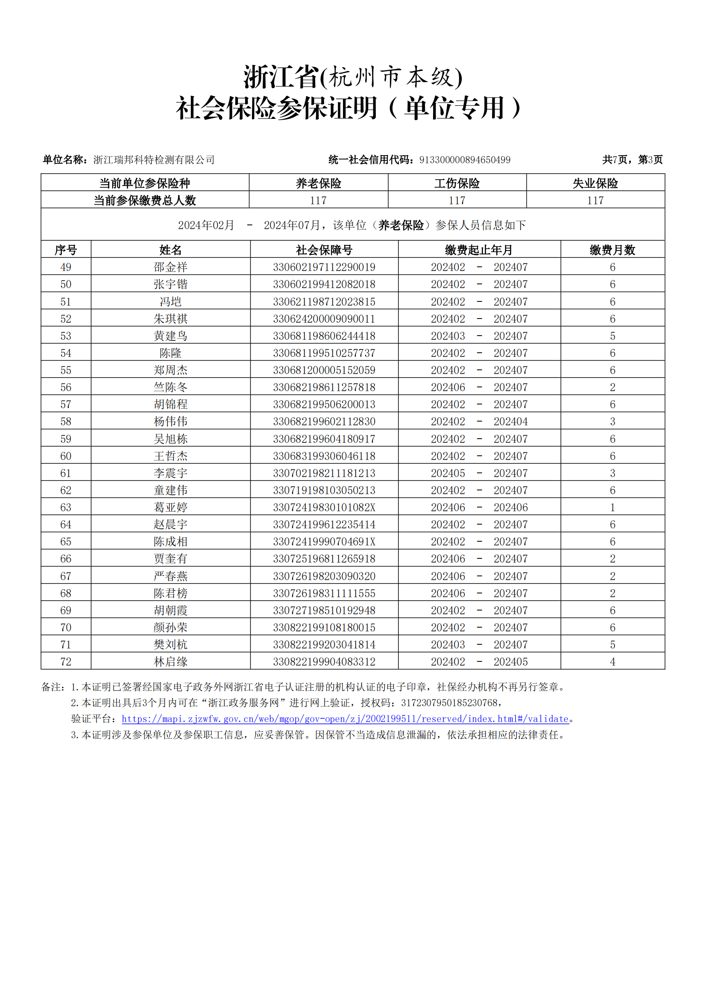 浙江省(杭州市本级)
社会保险参保证明（单位专用）
单位名称：浙江瑞邦科特检测有限公司 统一社会信用代码：913300000894650499 共7页，第3页
当前单位参保险种 养老保险 工伤保险 失业保险
当前参保缴费总人数 117 117 117
2024年02月 － 2024年07月，该单位（养老保险）参保人员信息如下
序号 姓名 社会保障号 缴费起止年月 缴费月数
49 邵金祥 330602197112290019 202402 － 202407 6
50 张宇锴 330602199412082018 202402 － 202407 6
51 冯垲 330621198712023815 202402 － 202407 6
52 朱琪祺 330624200009090011 202402 － 202407 6
53 黄建鸟 330681198606244418 202403 － 202407 5
54 陈隆 330681199510257737 202402 － 202407 6
55 郑周杰 330681200005152059 202402 － 202407 6
56 竺陈冬 330682198611257818 202406 － 202407 2
57 胡锦程 330682199506200013 202402 － 202407 6
58 杨伟伟 330682199602112830 202402 － 202404 3
59 吴旭栋 330682199604180917 202402 － 202407 6
60 王哲杰 330683199306046118 202402 － 202407 6
61 李震宇 330702198211181213 202405 － 202407 3
62 童建伟 330719198103050213 202402 － 202407 6
63 葛亚婷 33072419830101082X 202406 － 202406 1
64 赵晨宇 330724199612235414 202402 － 202407 6
65 陈成相 33072419990704691X 202402 － 202407 6
66 贾奎有 330725196811265918 202406 － 202407 2
67 严春燕 330726198203090320 202406 － 202407 2
68 陈君榜 330726198311111555 202406 － 202407 2
69 胡朝霞 330727198510192948 202402 － 202407 6
70 颜孙荣 330822199108180015 202402 － 202407 6
71 樊刘杭 330822199203041814 202403 － 202407 5
72 林启缘 330822199904083312 202402 － 202405 4
备注：1.本证明已签署经国家电子政务外网浙江省电子认证注册的机构认证的电子印章，社保经办机构不再另行签章。
2.本证明出具后3个月内可在“浙江政务服务网”进行网上验证，授权码：3172307950185230768，
验证平台：https://mapi.zjzwfw.gov.cn/web/mgop/gov-open/zj/2002199511/reserved/index.html#/validate。
3.本证明涉及参保单位及参保职工信息，应妥善保管。因保管不当造成信息泄漏的，依法承担相应的法律责任。